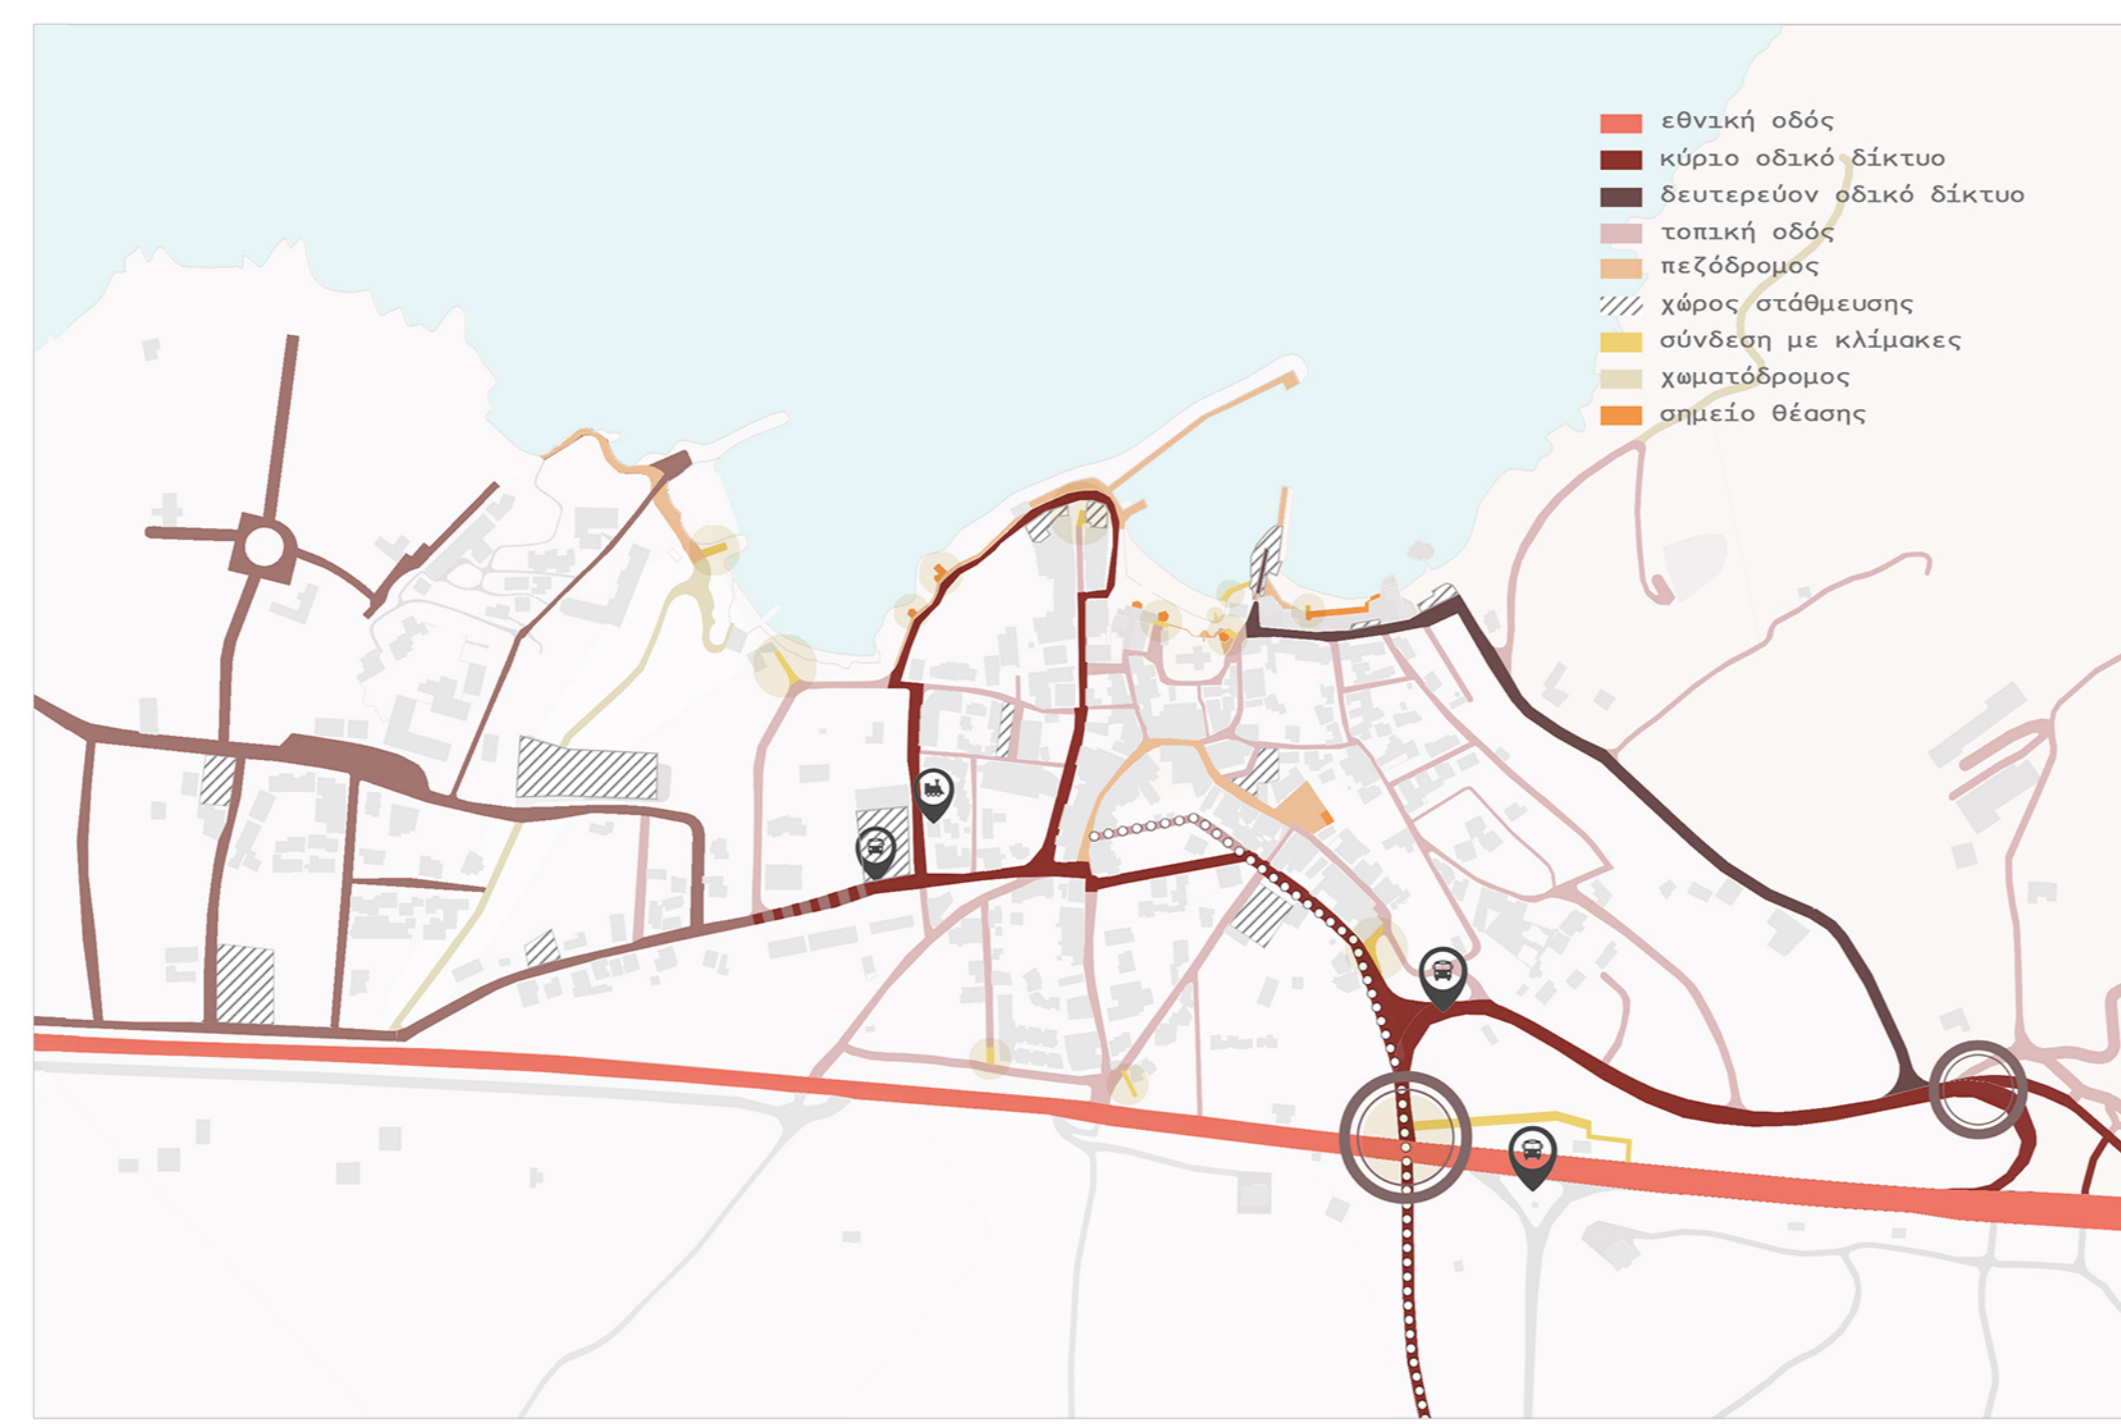 εθνική οδός
κύριο οδικό δίκτυο
δευτερεύον οδικό δίκτυο
τοπική οδός
πεζόδρομος
χώρος στάθμευσης
σύνδεση με κλίμακες
χωματόδρομος
σημείο θέασης